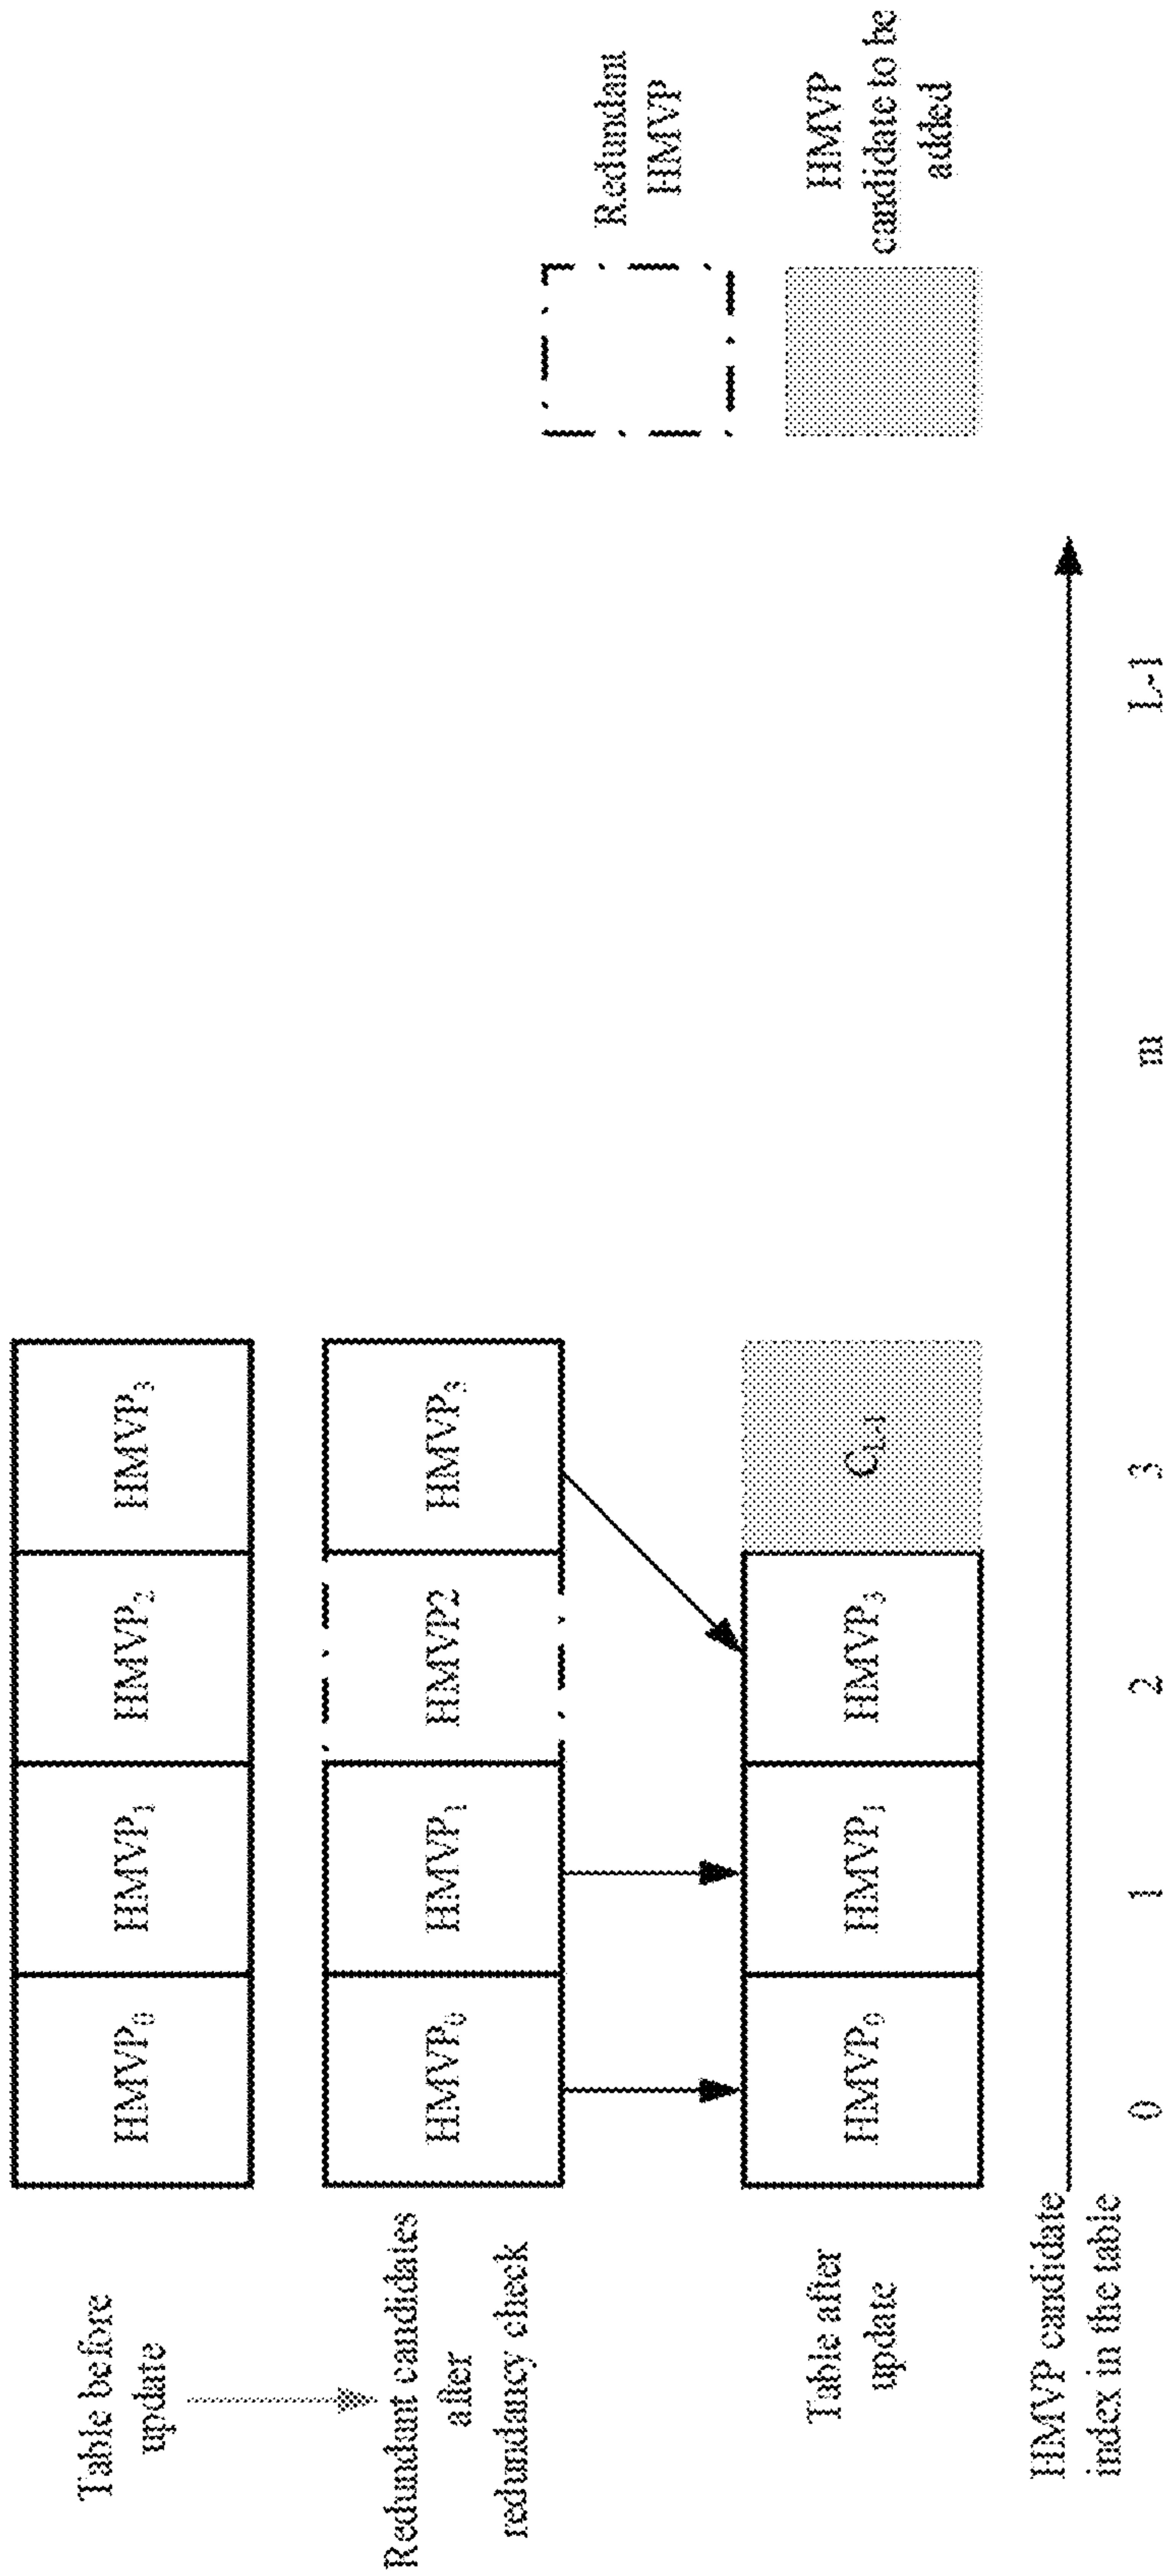 Table before
update
HMVP₀
HMVP₁
HMVP₂
HMVP₃
Redundant candidates
after
redundancy check
HMVP₀
HMVP₁
HMVP2
HMVP₃
Table after
update
HMVP₀
HMVP₁
HMVP₃
C_L-1
HMVP candidate
index in the table
0
1
2
3
m
L-1
Redundant
HMVP
HMVP
candidate to be
added